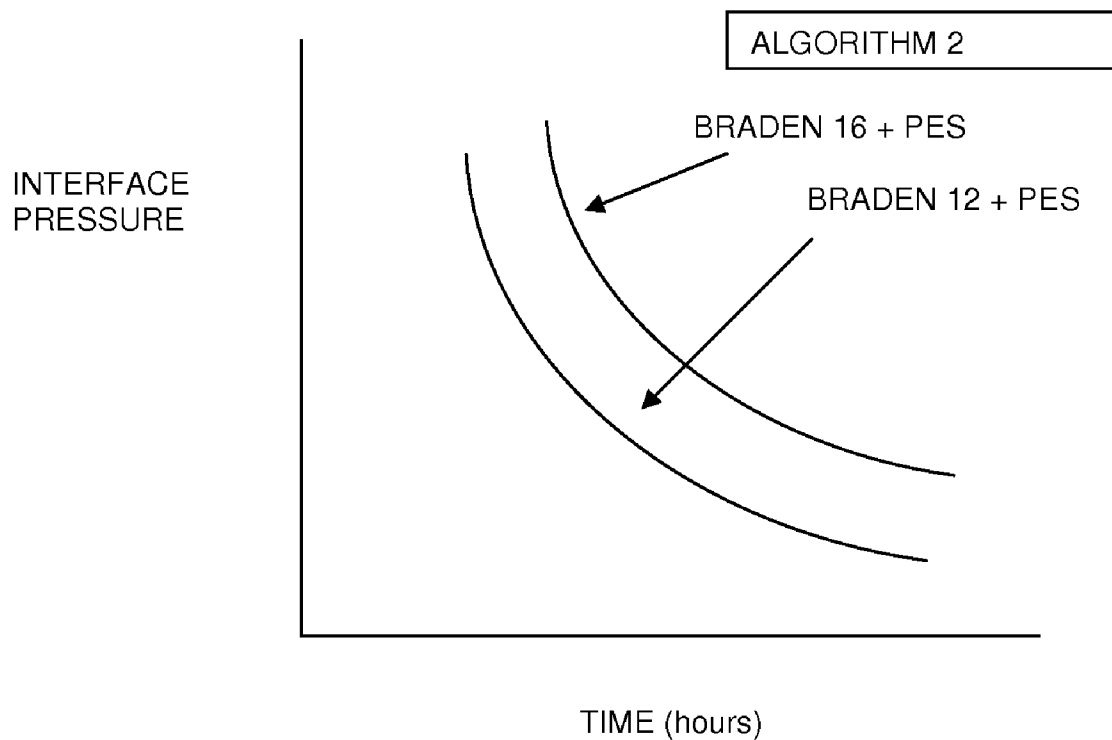 ALGORITHM 2
BRADEN 16 + PES
INTERFACE
PRESSURE
BRADEN 12 + PES
TIME (hours)